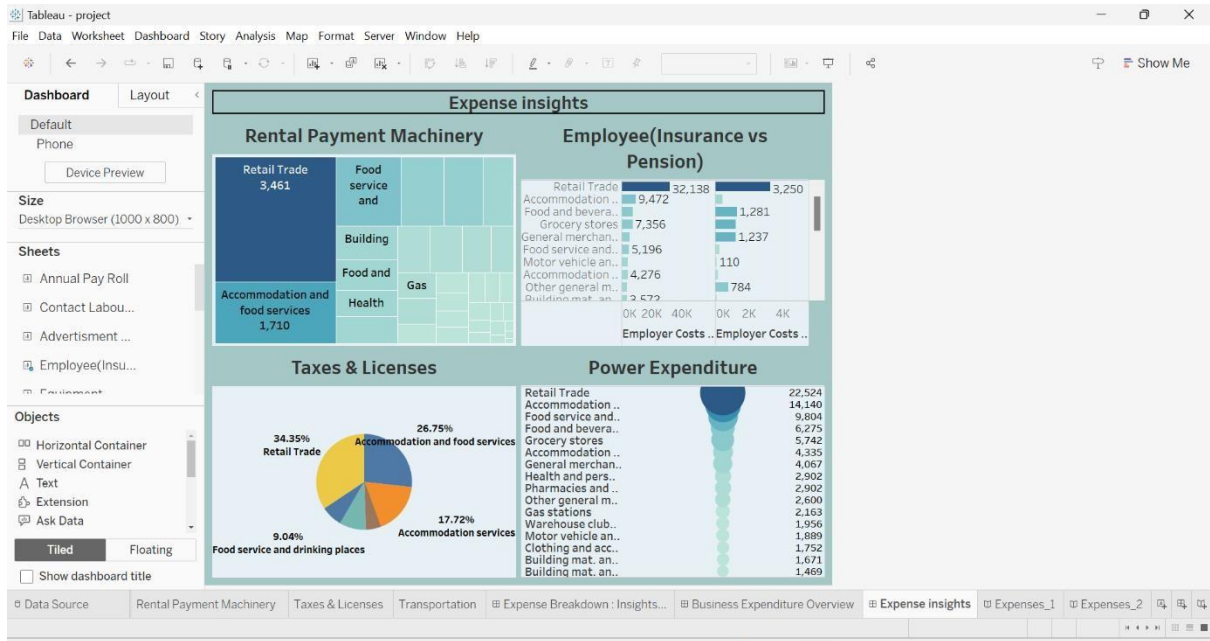 Tableau - project
File Data Worksheet Dashboard Story Analysis Map Format Server Window Help
Show Me
Dashboard Layout
Default
Phone
Device Preview
Size
Desktop Browser (1000 x 800)
Sheets
Annual Pay Roll
Contact Labou...
Advertisment ...
Employee(Insu...
Equipment
Objects
Horizontal Container
Vertical Container
Text
Extension
Ask Data
Tiled Floating
Show dashboard title
Expense insights
Rental Payment Machinery
Retail Trade
3,461
Food
service
and
Building
Food and
Gas
Health
Accommodation and
food services
1,710
Employee(Insurance vs
Pension)
Retail Trade 32,138 3,250
Accommodation .. 9,472
Food and bevera.. 1,281
Grocery stores 7,356
General merchan.. 1,237
Food service and.. 5,196
Motor vehicle an.. 110
Accommodation .. 4,276
Other general m.. 784
Building mat. an.. 3,572
0K 20K 40K 0K 2K 4K
Employer Costs .. Employer Costs ..
Taxes & Licenses
34.35%
Retail Trade
26.75%
Accommodation and food services
17.72%
Accommodation services
9.04%
Food service and drinking places
Power Expenditure
Retail Trade 22,524
Accommodation .. 14,140
Food service and.. 9,804
Food and bevera.. 6,275
Grocery stores 5,742
Accommodation .. 4,335
General merchan.. 4,067
Health and pers.. 2,902
Pharmacies and .. 2,902
Other general m.. 2,600
Gas stations 2,163
Warehouse club.. 1,956
Motor vehicle an.. 1,889
Clothing and acc.. 1,752
Building mat. an.. 1,671
Building mat. an.. 1,469
Data Source Rental Payment Machinery Taxes & Licenses Transportation Expense Breakdown : Insights... Business Expenditure Overview Expense insights Expenses_1 Expenses_2